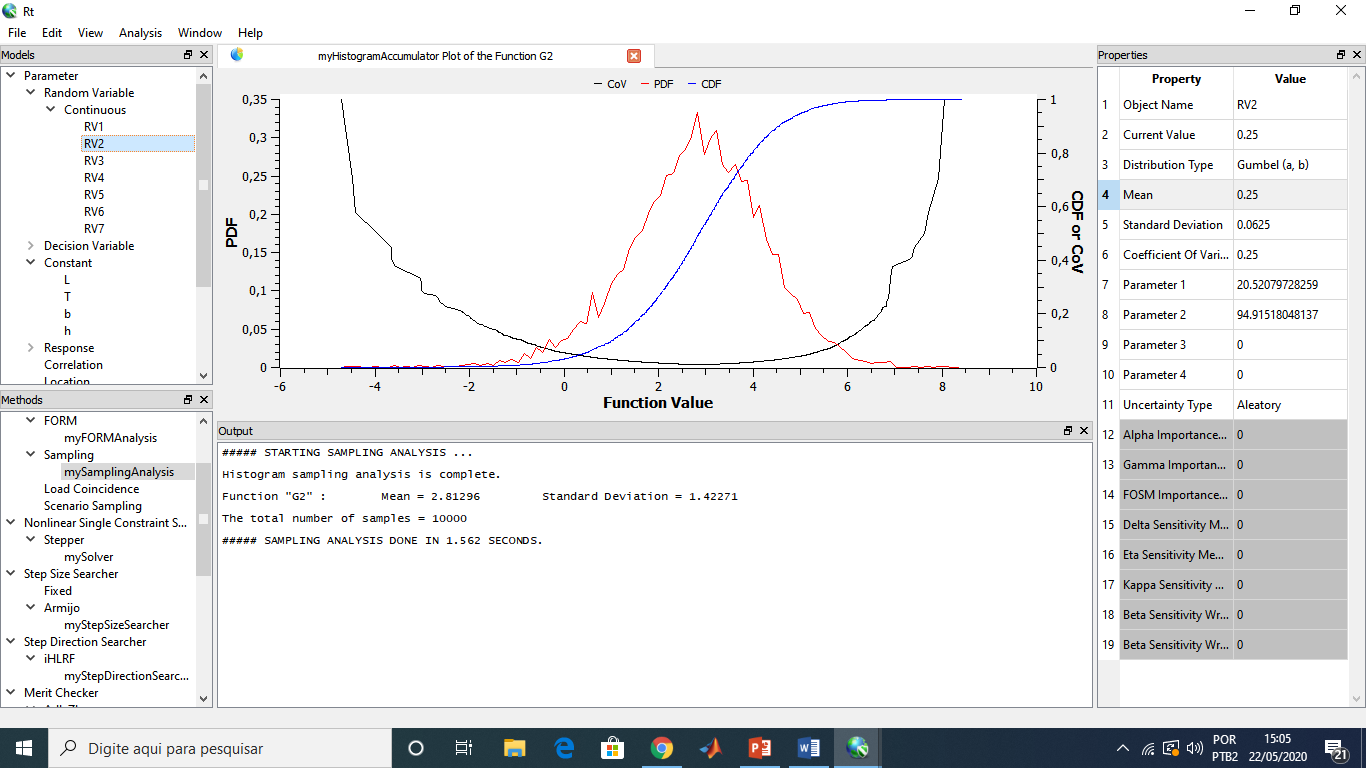 Rt
File Edit View Analysis Window Help
Models
Parameter
Random Variable
Continuous
RV1
RV2
RV3
RV4
RV5
RV6
RV7
Decision Variable
Constant
L
T
b
h
Response
Correlation
Location
Methods
FORM
myFORMAnalysis
Sampling
mySamplingAnalysis
Load Coincidence
Scenario Sampling
Nonlinear Single Constraint S...
Stepper
mySolver
Step Size Searcher
Fixed
Armijo
myStepSizeSearcher
Step Direction Searcher
iHLRF
myStepDirectionSearc...
Merit Checker
myHistogramAccumulator Plot of the Function G2
CoV PDF CDF
0,35
0,3
0,25
0,2
0,15
0,1
0,05
0
PDF
1
0,8
0,6
0,4
0,2
0
CDF or CoV
-6 -4 -2 0 2 4 6 8 10
Function Value
Output
##### STARTING SAMPLING ANALYSIS ...
Histogram sampling analysis is complete.
Function "G2" : Mean = 2.81296 Standard Deviation = 1.42271
The total number of samples = 10000
##### SAMPLING ANALYSIS DONE IN 1.562 SECONDS.
Properties
Property Value
1 Object Name RV2
2 Current Value 0.25
3 Distribution Type Gumbel (a, b)
4 Mean 0.25
5 Standard Deviation 0.0625
6 Coefficient Of Vari... 0.25
7 Parameter 1 20.52079728259
8 Parameter 2 94.91518048137
9 Parameter 3 0
10 Parameter 4 0
11 Uncertainty Type Aleatory
12 Alpha Importance... 0
13 Gamma Importan... 0
14 FOSM Importance... 0
15 Delta Sensitivity M... 0
16 Eta Sensitivity Me... 0
17 Kappa Sensitivity ... 0
18 Beta Sensitivity Wr... 0
19 Beta Sensitivity Wr... 0
Digite aqui para pesquisar
POR
PTB2
15:05
22/05/2020
21